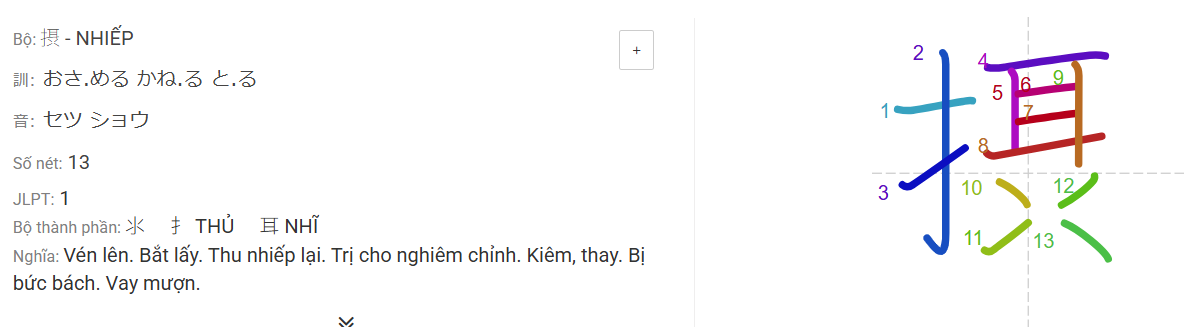 Bộ: 摂 - NHIẾP
+
訓: おさ.める かね.る と.る
音: セツ ショウ
Số nét: 13
JLPT: 1
Bộ thành phần: 氺 扌 THỦ 耳 NHĨ
Nghĩa: Vén lên. Bắt lấy. Thu nhiếp lại. Trị cho nghiêm chỉnh. Kiêm, thay. Bị
bức bách. Vay mượn.
摂
1
2
3
4
5
6
7
8
9
10
11
12
13